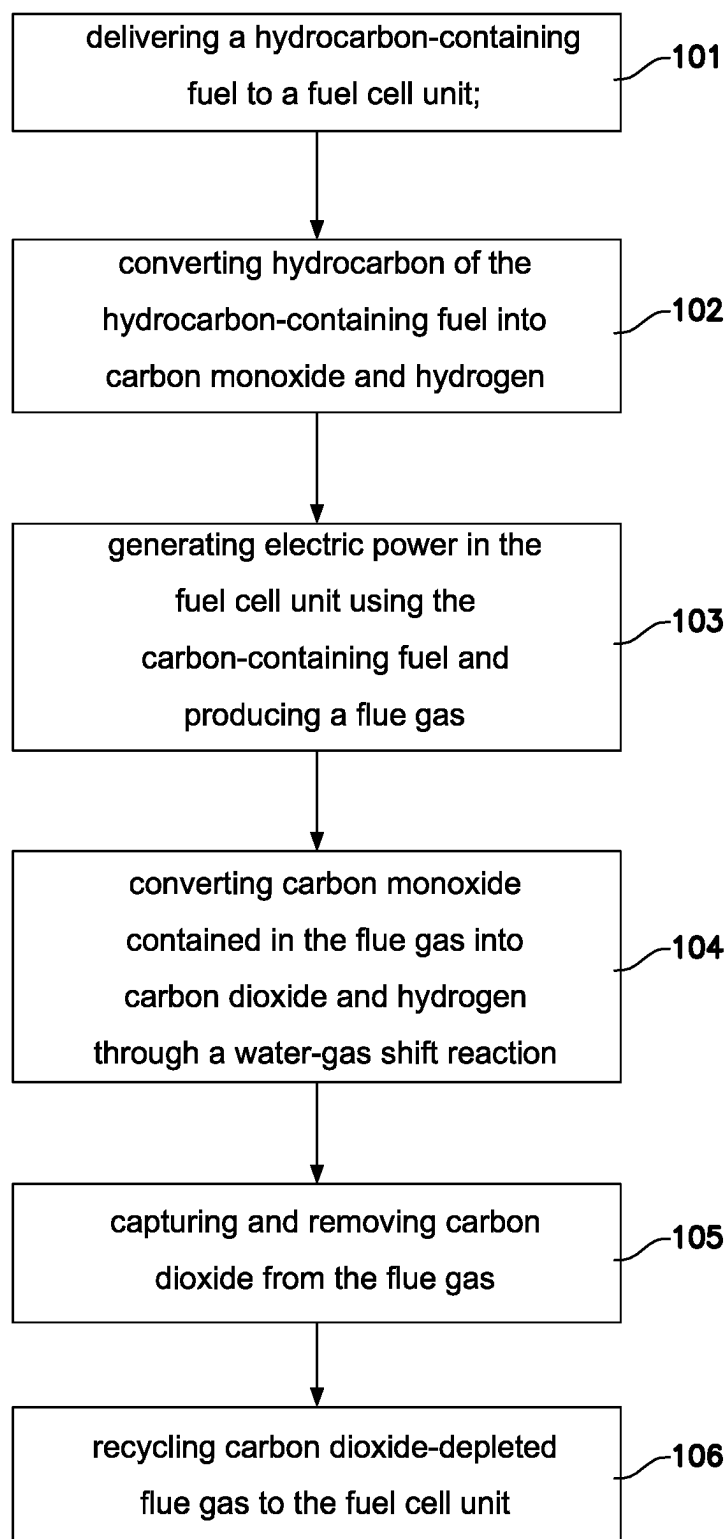 delivering a hydrocarbon-containing
fuel to a fuel cell unit;
101
converting hydrocarbon of the
hydrocarbon-containing fuel into
carbon monoxide and hydrogen
102
generating electric power in the
fuel cell unit using the
carbon-containing fuel and
producing a flue gas
103
converting carbon monoxide
contained in the flue gas into
carbon dioxide and hydrogen
through a water-gas shift reaction
104
capturing and removing carbon
dioxide from the flue gas
105
recycling carbon dioxide-depleted
flue gas to the fuel cell unit
106